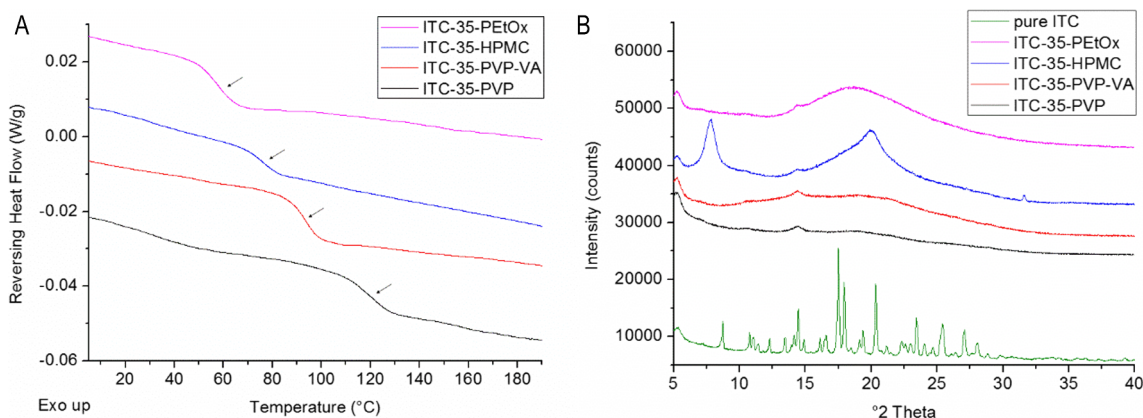 A
ITC-35-PEtOx
ITC-35-HPMC
ITC-35-PVP-VA
ITC-35-PVP
Reversing Heat Flow (W/g)
0.02
0.00
-0.02
-0.04
-0.06
20 40 60 80 100 120 140 160 180
Exo up
Temperature (°C)
B
pure ITC
ITC-35-PEtOx
ITC-35-HPMC
ITC-35-PVP-VA
ITC-35-PVP
Intensity (counts)
60000
50000
40000
30000
20000
10000
5 10 15 20 25 30 35 40
°2 Theta